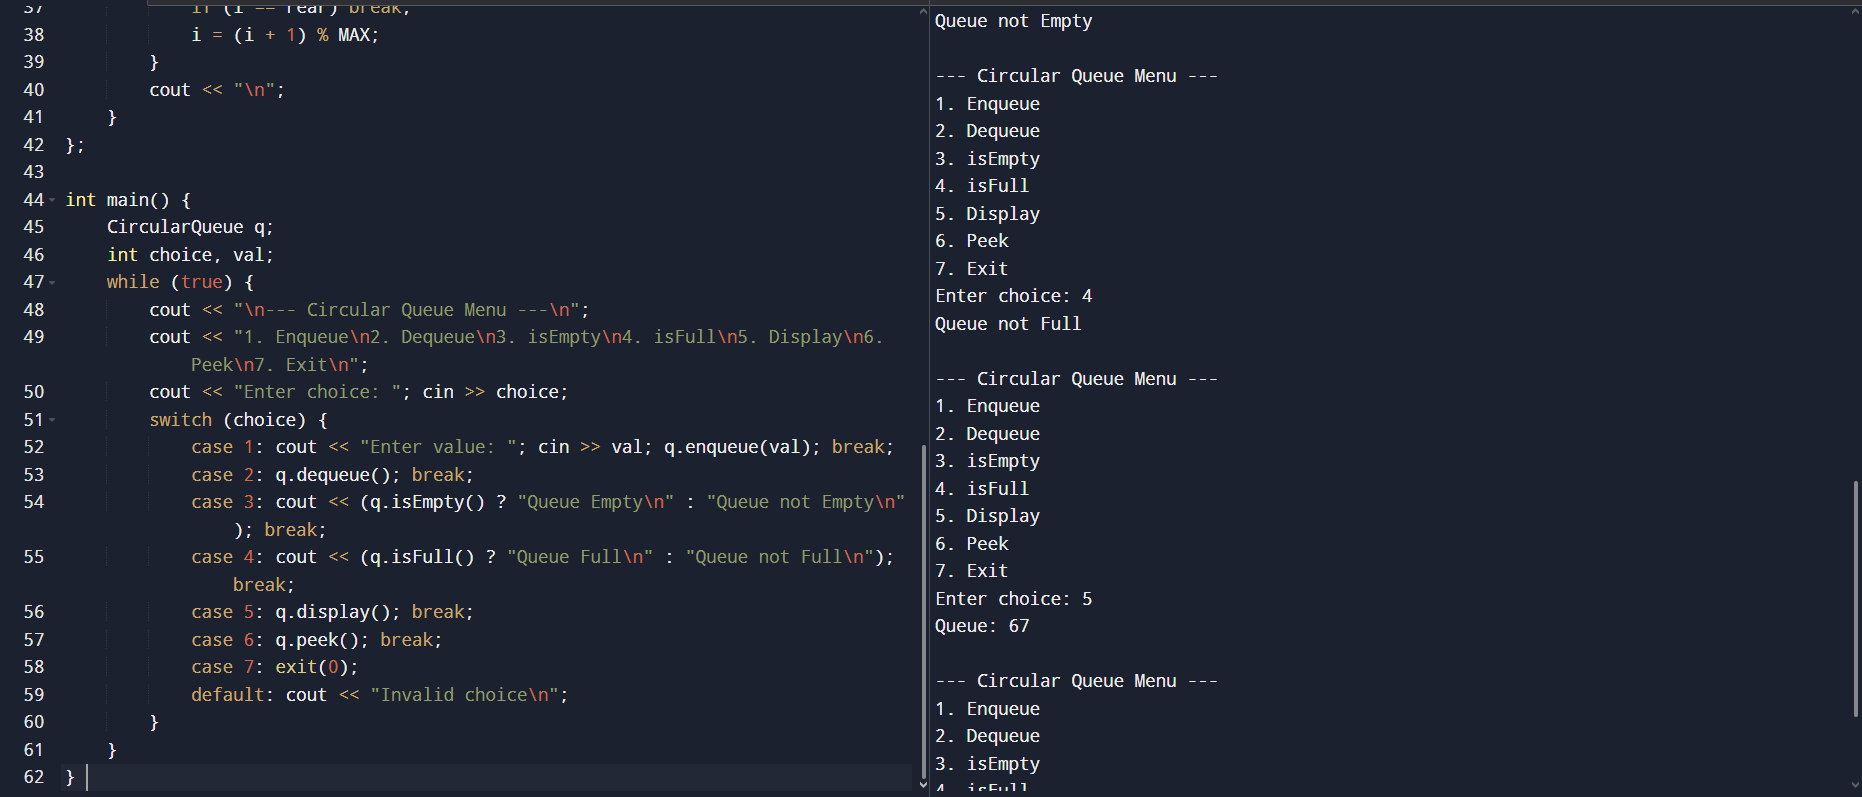 37 if (i == rear) break;
38 i = (i + 1) % MAX;
39 }
40 cout << "\n";
41 }
42 };
43
44 int main() {
45 CircularQueue q;
46 int choice, val;
47 while (true) {
48 cout << "\n--- Circular Queue Menu ---\n";
49 cout << "1. Enqueue\n2. Dequeue\n3. isEmpty\n4. isFull\n5. Display\n6.
Peek\n7. Exit\n";
50 cout << "Enter choice: "; cin >> choice;
51 switch (choice) {
52 case 1: cout << "Enter value: "; cin >> val; q.enqueue(val); break;
53 case 2: q.dequeue(); break;
54 case 3: cout << (q.isEmpty() ? "Queue Empty\n" : "Queue not Empty\n"
); break;
55 case 4: cout << (q.isFull() ? "Queue Full\n" : "Queue not Full\n");
break;
56 case 5: q.display(); break;
57 case 6: q.peek(); break;
58 case 7: exit(0);
59 default: cout << "Invalid choice\n";
60 }
61 }
62 }
Queue not Empty
--- Circular Queue Menu ---
1. Enqueue
2. Dequeue
3. isEmpty
4. isFull
5. Display
6. Peek
7. Exit
Enter choice: 4
Queue not Full
--- Circular Queue Menu ---
1. Enqueue
2. Dequeue
3. isEmpty
4. isFull
5. Display
6. Peek
7. Exit
Enter choice: 5
Queue: 67
--- Circular Queue Menu ---
1. Enqueue
2. Dequeue
3. isEmpty
4. isFull